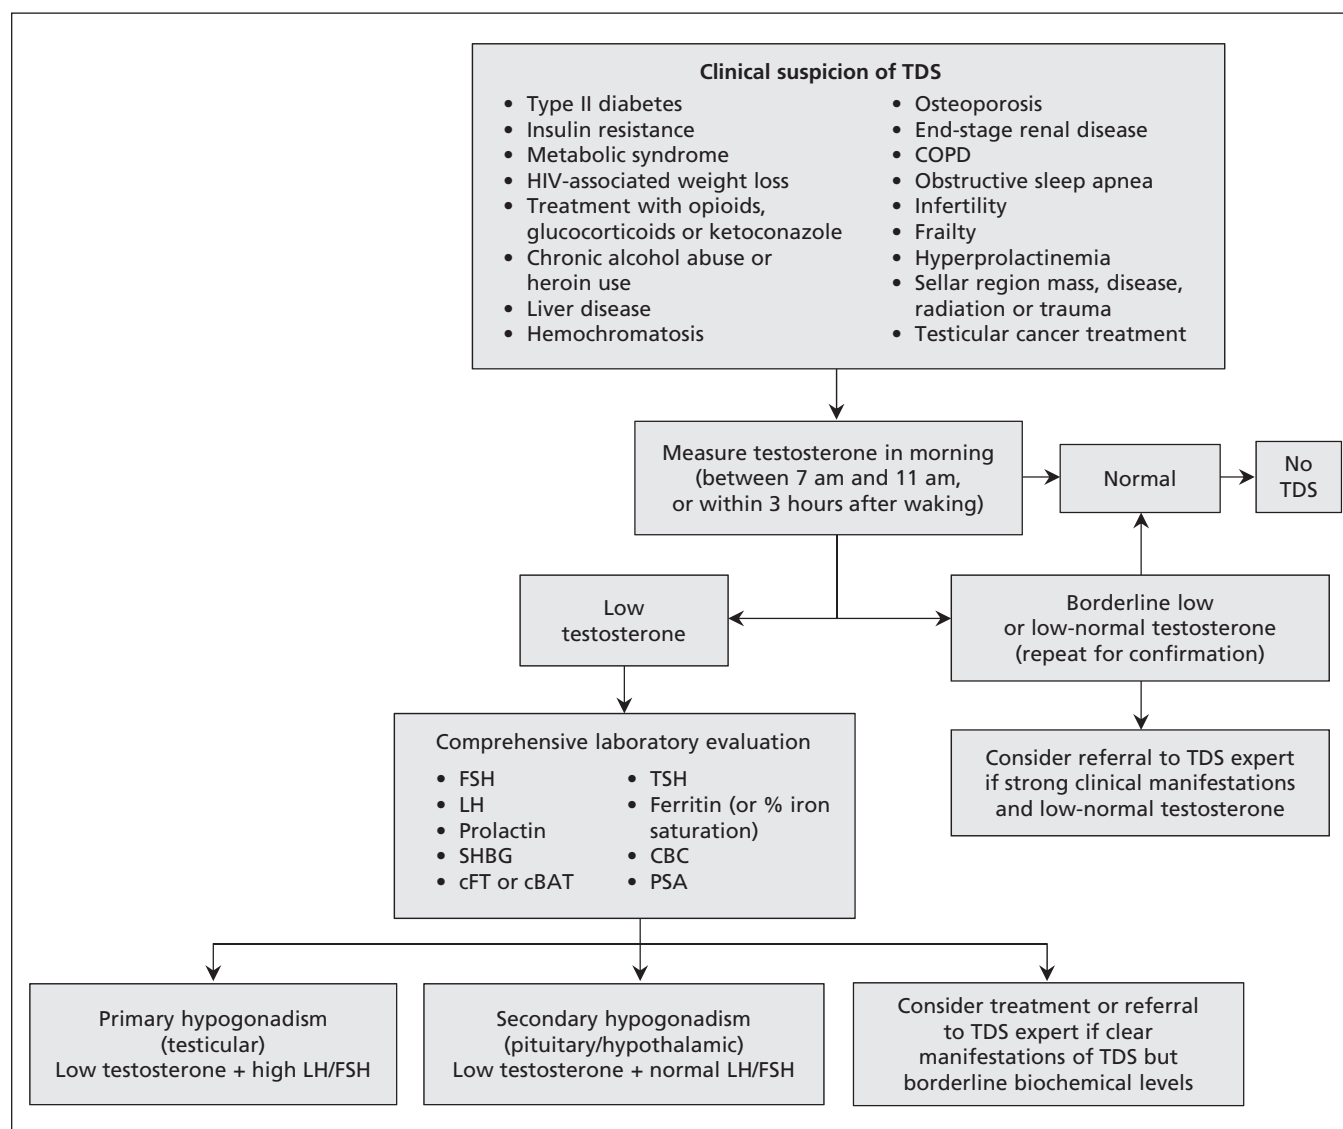 Clinical suspicion of TDS
• Type II diabetes
• Insulin resistance
• Metabolic syndrome
• HIV-associated weight loss
• Treatment with opioids,
glucocorticoids or ketoconazole
• Chronic alcohol abuse or
heroin use
• Liver disease
• Hemochromatosis
• Osteoporosis
• End-stage renal disease
• COPD
• Obstructive sleep apnea
• Infertility
• Frailty
• Hyperprolactinemia
• Sellar region mass, disease,
radiation or trauma
• Testicular cancer treatment
Measure testosterone in morning
(between 7 am and 11 am,
or within 3 hours after waking)
Normal
No
TDS
Low
testosterone
Borderline low
or low-normal testosterone
(repeat for confirmation)
Consider referral to TDS expert
if strong clinical manifestations
and low-normal testosterone
Comprehensive laboratory evaluation
• FSH
• LH
• Prolactin
• SHBG
• cFT or cBAT
• TSH
• Ferritin (or % iron
saturation)
• CBC
• PSA
Primary hypogonadism
(testicular)
Low testosterone + high LH/FSH
Secondary hypogonadism
(pituitary/hypothalamic)
Low testosterone + normal LH/FSH
Consider treatment or referral
to TDS expert if clear
manifestations of TDS but
borderline biochemical levels